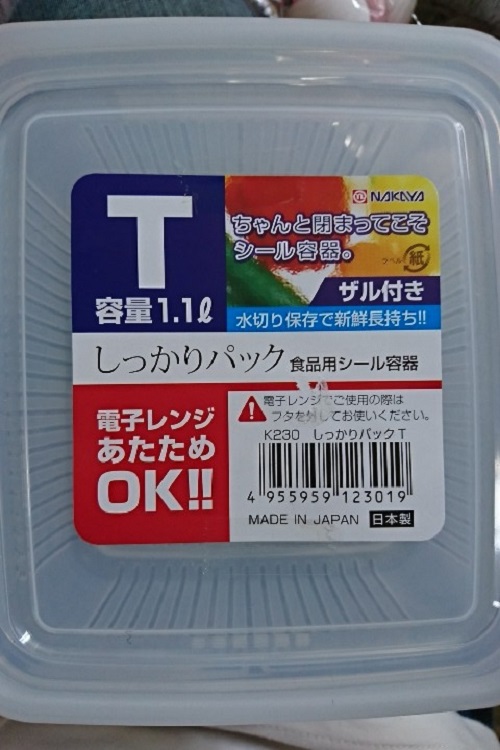 T
容量1.1ℓ
NAKAYA
ちゃんと閉まってこそ
シール容器。
ラベル 紙
ザル付き
水切り保存で新鮮長持ち!!
しっかりパック 食品用シール容器
電子レンジ
あたため
OK!!
電子レンジでご使用の際は
フタを外してお使いください。
K230 しっかりパックT
4 955959 123019
MADE IN JAPAN 日本製